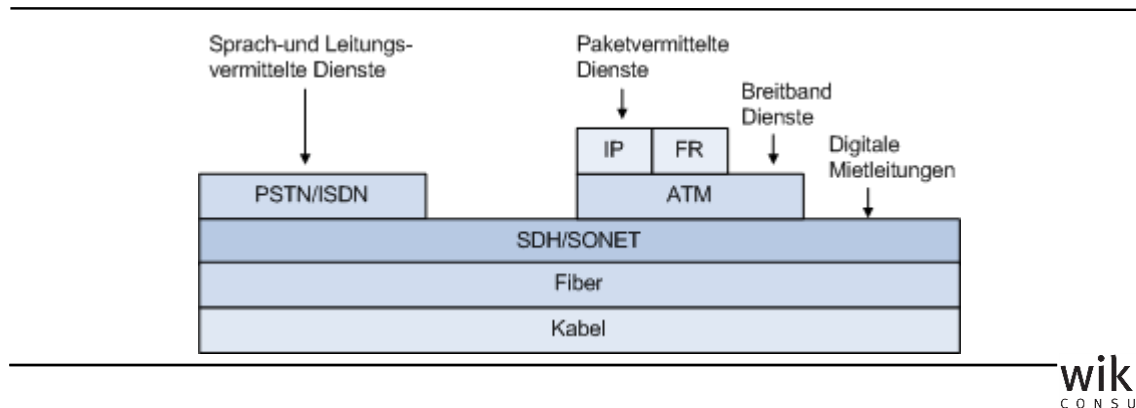 Sprach-und Leitungs-
vermittelte Dienste
Paketvermittelte
Dienste
Breitband
Dienste
Digitale
Mietleitungen
IP
FR
PSTN/ISDN
ATM
SDH/SONET
Fiber
Kabel
wik
CONSU